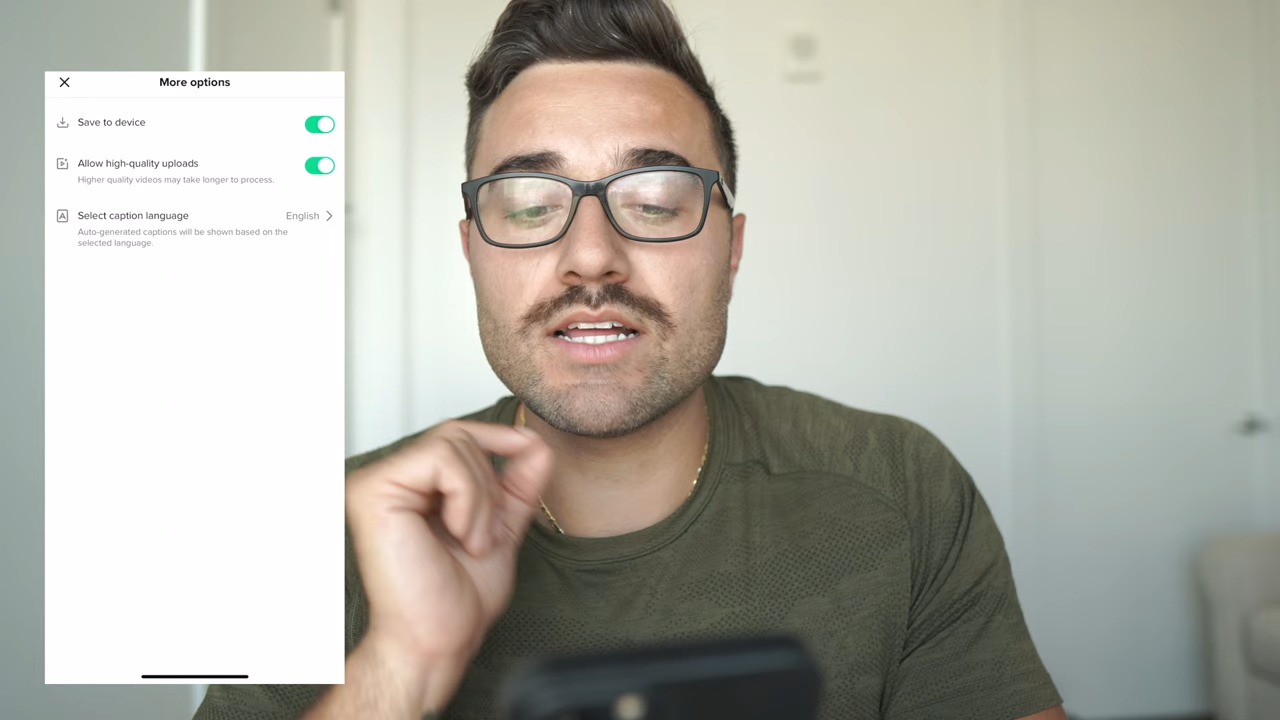 More options
Save to device
Allow high-quality uploads
Higher quality videos may take longer to process.
Select caption language English
Auto-generated captions will be shown based on the
selected language.